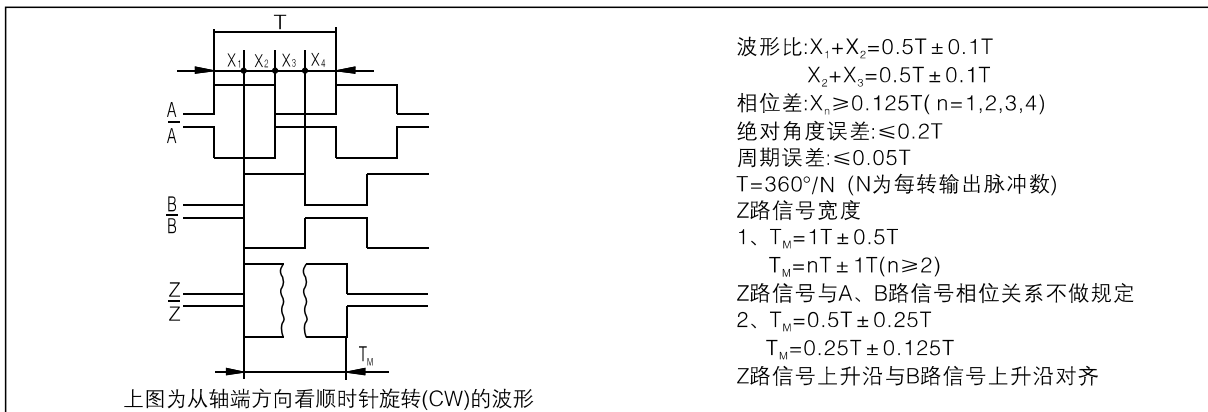 T
X₁ X₂ X₃ X₄
A
A̅
B
B̅
Z
Z̅
Tₘ
上图为从轴端方向看顺时针旋转(CW)的波形
波形比:X₁+X₂=0.5T±0.1T
X₂+X₃=0.5T±0.1T
相位差:Xₙ≥0.125T( n=1,2,3,4)
绝对角度误差:≤0.2T
周期误差:≤0.05T
T=360°/N (N为每转输出脉冲数)
Z路信号宽度
1、Tₘ=1T±0.5T
Tₘ=nT±1T(n≥2)
Z路信号与A、B路信号相位关系不做规定
2、Tₘ=0.5T±0.25T
Tₘ=0.25T±0.125T
Z路信号上升沿与B路信号上升沿对齐